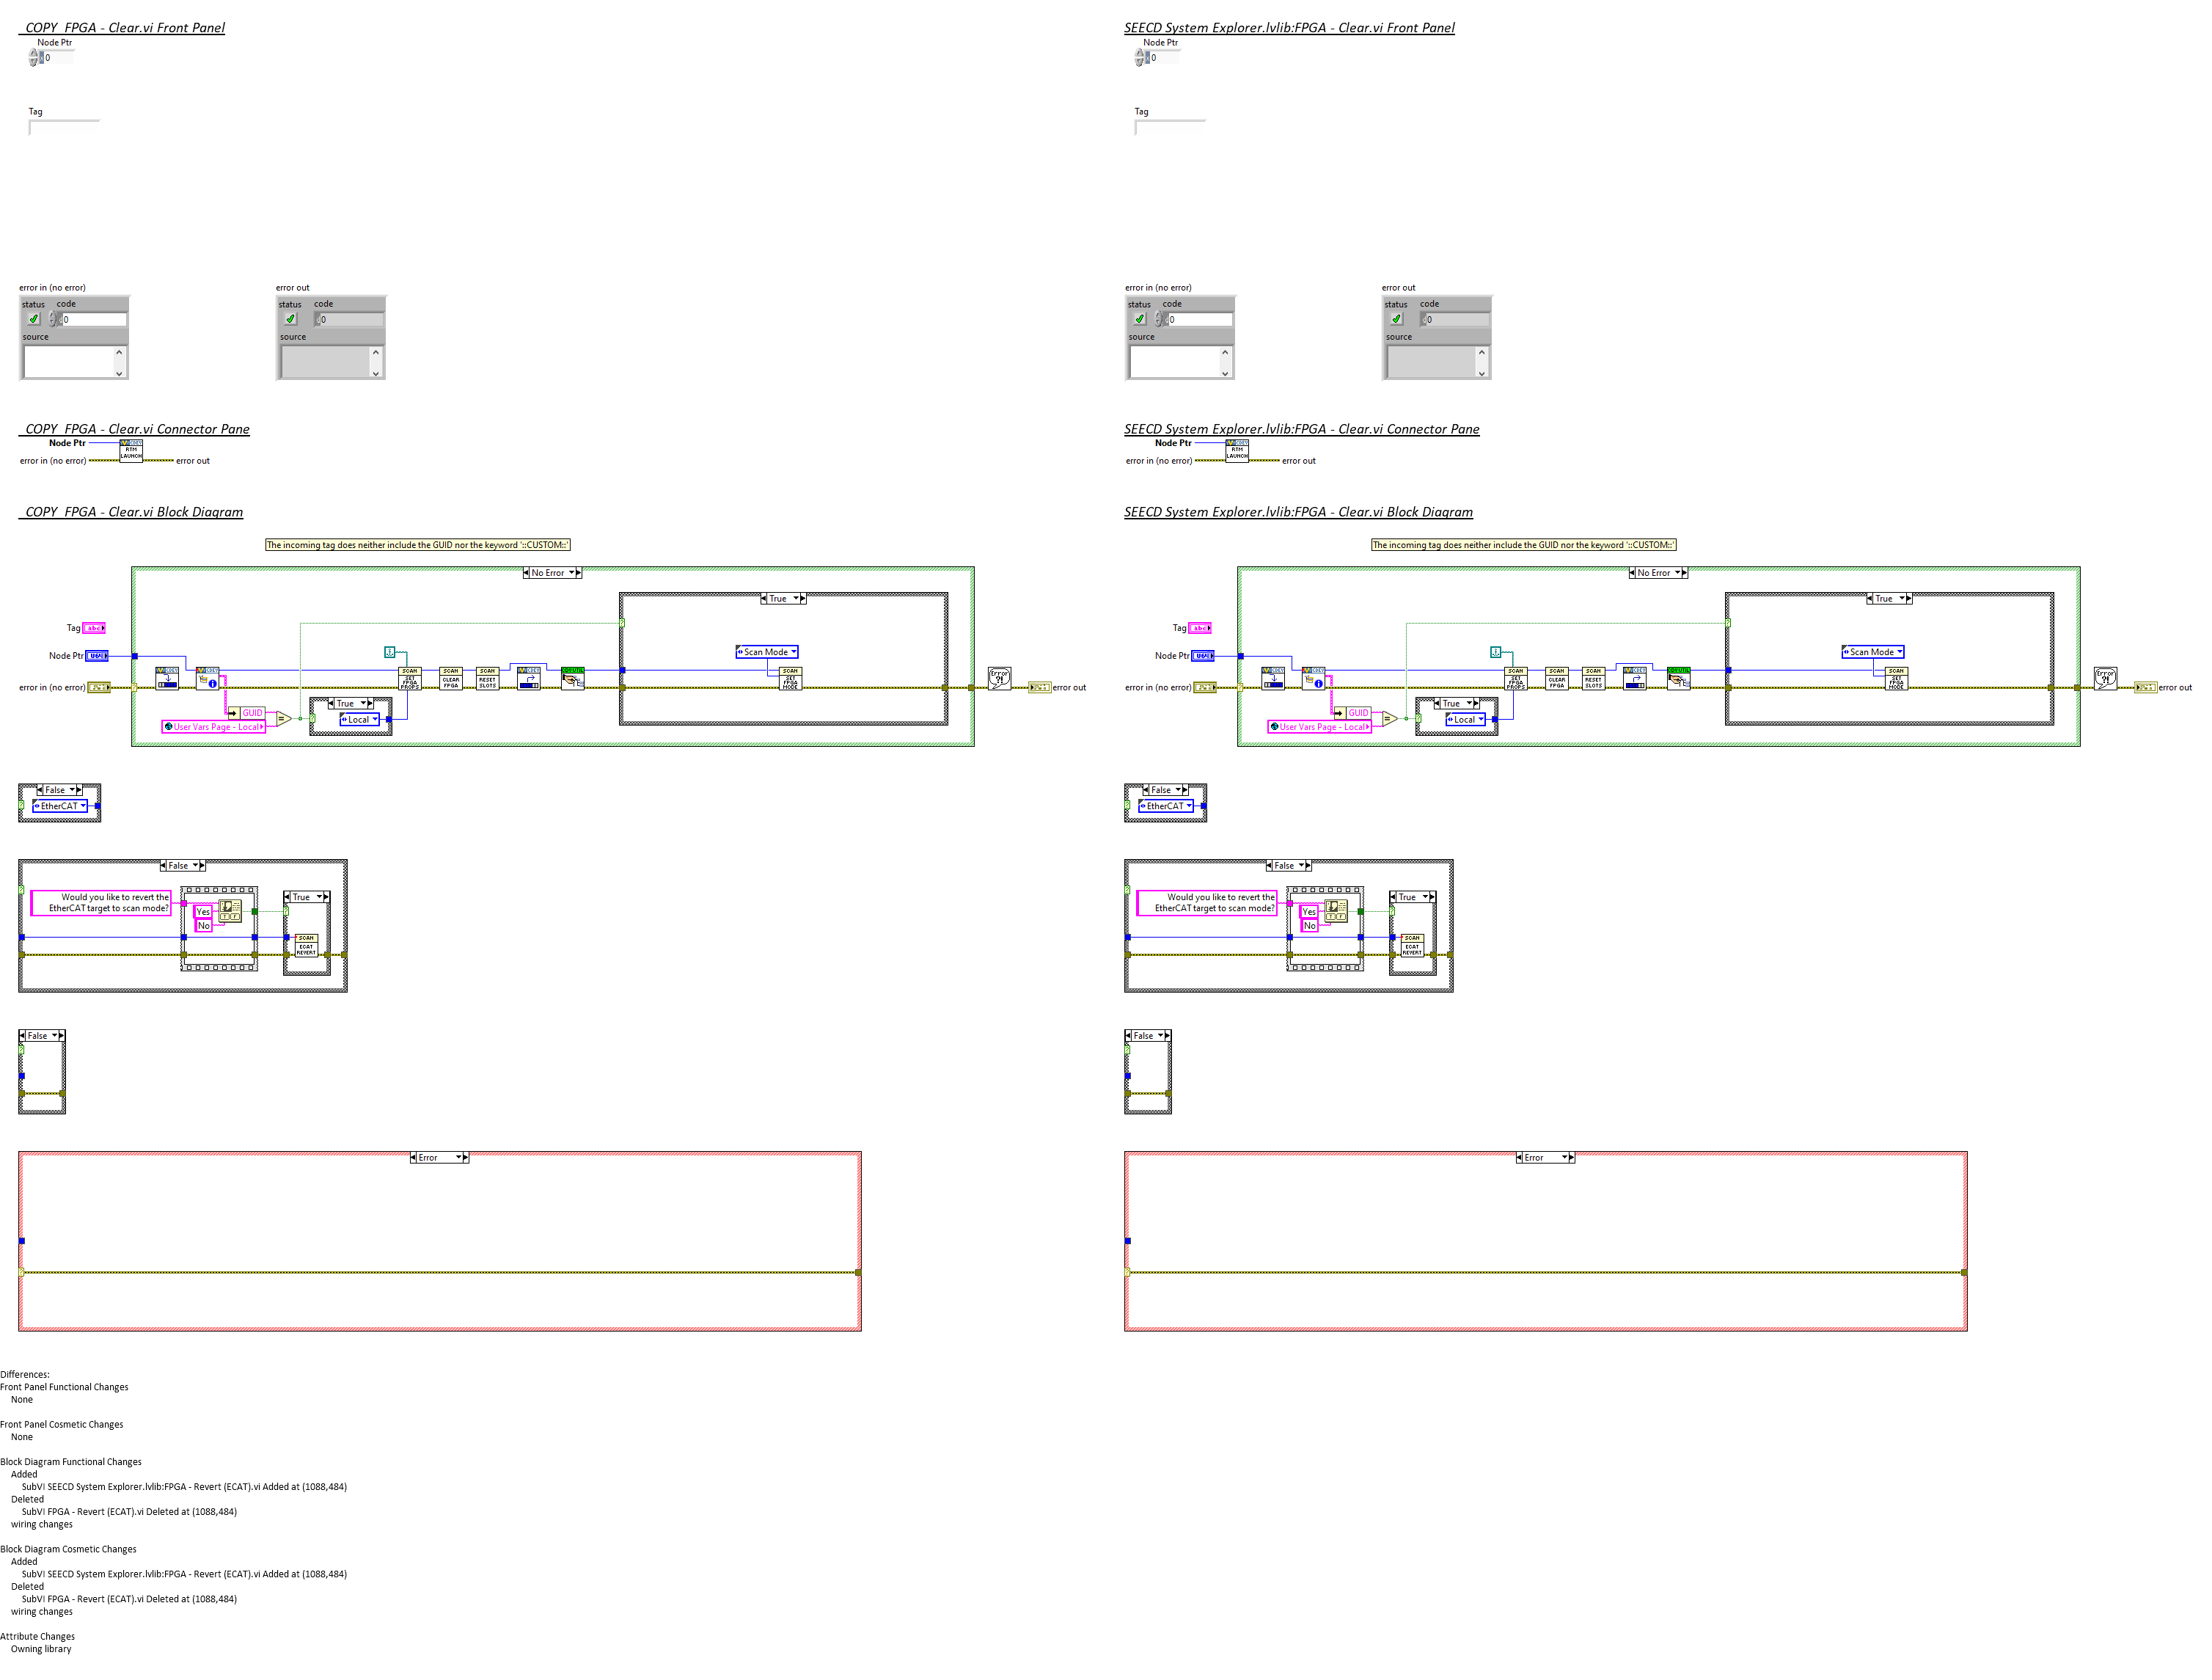 COPY  FPGA - Clear.vi Front Panel
Node Ptr
0
Tag
error in (no error)
error out
status code
0
source
status code
0
source
COPY  FPGA - Clear.vi Connector Pane
Node Ptr
RTM
LAUNCH
error in (no error)
error out
COPY  FPGA - Clear.vi Block Diagram
The incoming tag does neither include the GUID nor the keyword '::CUSTOM::'
No Error
True
Tag
abc
Node Ptr
U64
error in (no error)
i
Scan Mode
SCAN
SET
FPGA
PROPS
SCAN
CLEAR
FPGA
SCAN
RESET
SLOTS
SCAN
SET
FPGA
MODE
Error
?!
error out
GUID
User Vars Page - Local
=
True
Local
False
EtherCAT
False
Would you like to revert the
EtherCAT target to scan mode?
Yes
No
True
SCAN
ECAT
REVERT
False
Error
SEECD System Explorer.lvlib:FPGA - Clear.vi Front Panel
Node Ptr
0
Tag
error in (no error)
error out
status code
0
source
status code
0
source
SEECD System Explorer.lvlib:FPGA - Clear.vi Connector Pane
Node Ptr
RTM
LAUNCH
error in (no error)
error out
SEECD System Explorer.lvlib:FPGA - Clear.vi Block Diagram
The incoming tag does neither include the GUID nor the keyword '::CUSTOM::'
No Error
True
Tag
abc
Node Ptr
U64
error in (no error)
i
Scan Mode
SCAN
SET
FPGA
PROPS
SCAN
CLEAR
FPGA
SCAN
RESET
SLOTS
SCAN
SET
FPGA
MODE
Error
?!
error out
GUID
User Vars Page - Local
=
True
Local
False
EtherCAT
False
Would you like to revert the
EtherCAT target to scan mode?
Yes
No
True
SCAN
ECAT
REVERT
False
Error
Differences:
Front Panel Functional Changes
None
Front Panel Cosmetic Changes
None
Block Diagram Functional Changes
Added
SubVI SEECD System Explorer.lvlib:FPGA - Revert (ECAT).vi Added at (1088,484)
Deleted
SubVI FPGA - Revert (ECAT).vi Deleted at (1088,484)
wiring changes
Block Diagram Cosmetic Changes
Added
SubVI SEECD System Explorer.lvlib:FPGA - Revert (ECAT).vi Added at (1088,484)
Deleted
SubVI FPGA - Revert (ECAT).vi Deleted at (1088,484)
wiring changes
Attribute Changes
Owning library